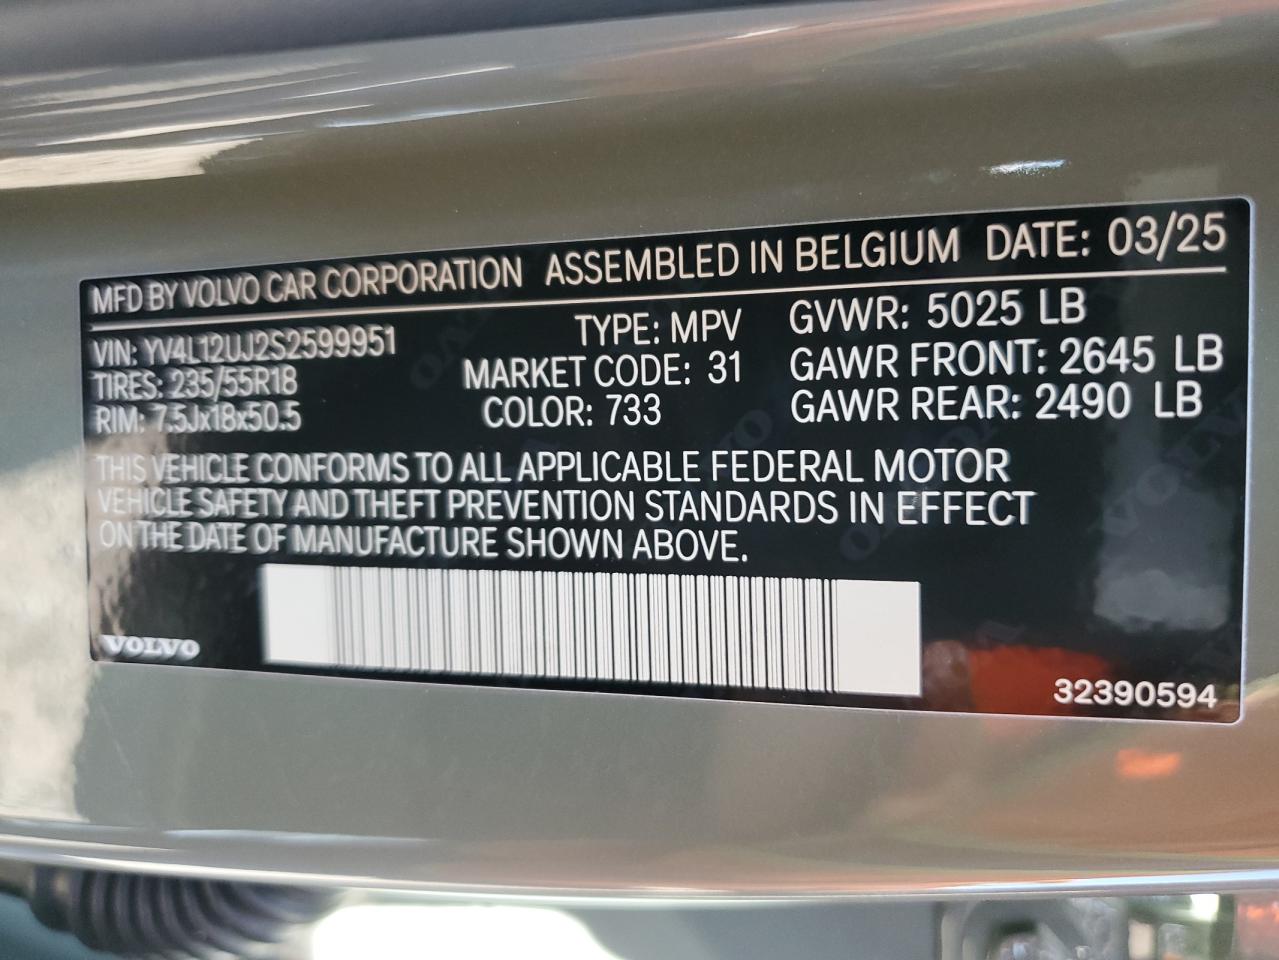 MFD BY VOLVO CAR CORPORATION ASSEMBLED IN BELGIUM DATE: 03/25
VIN: YV4L12UJ2S2599951 TYPE: MPV GVWR: 5025 LB
TIRES: 235/55R18 MARKET CODE: 31 GAWR FRONT: 2645 LB
RIM: 7.5Jx18x50.5 COLOR: 733 GAWR REAR: 2490 LB
THIS VEHICLE CONFORMS TO ALL APPLICABLE FEDERAL MOTOR
VEHICLE SAFETY AND THEFT PREVENTION STANDARDS IN EFFECT
ON THE DATE OF MANUFACTURE SHOWN ABOVE.
VOLVO
32390594